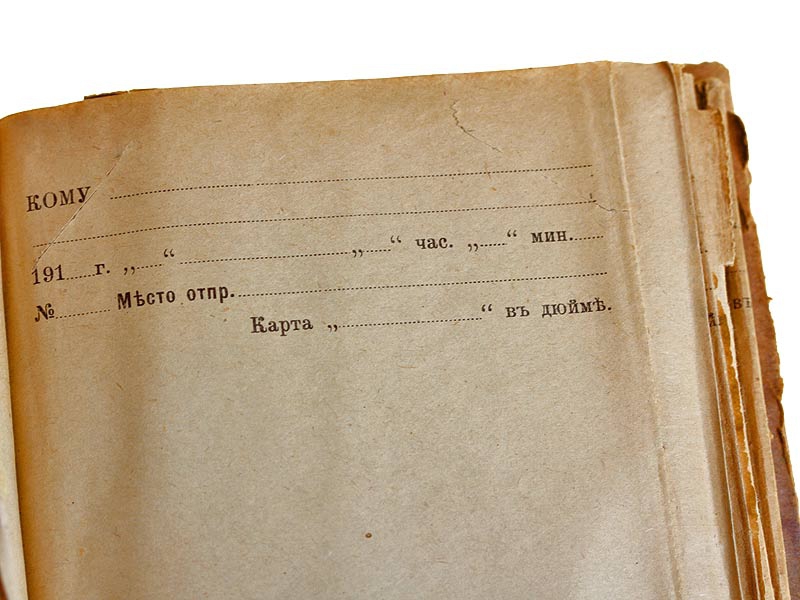 КОМУ
191 г. „ “ „ “ час. „ “ мин.
№ Мѣсто отпр.
Карта „ “ въ дюймѣ.